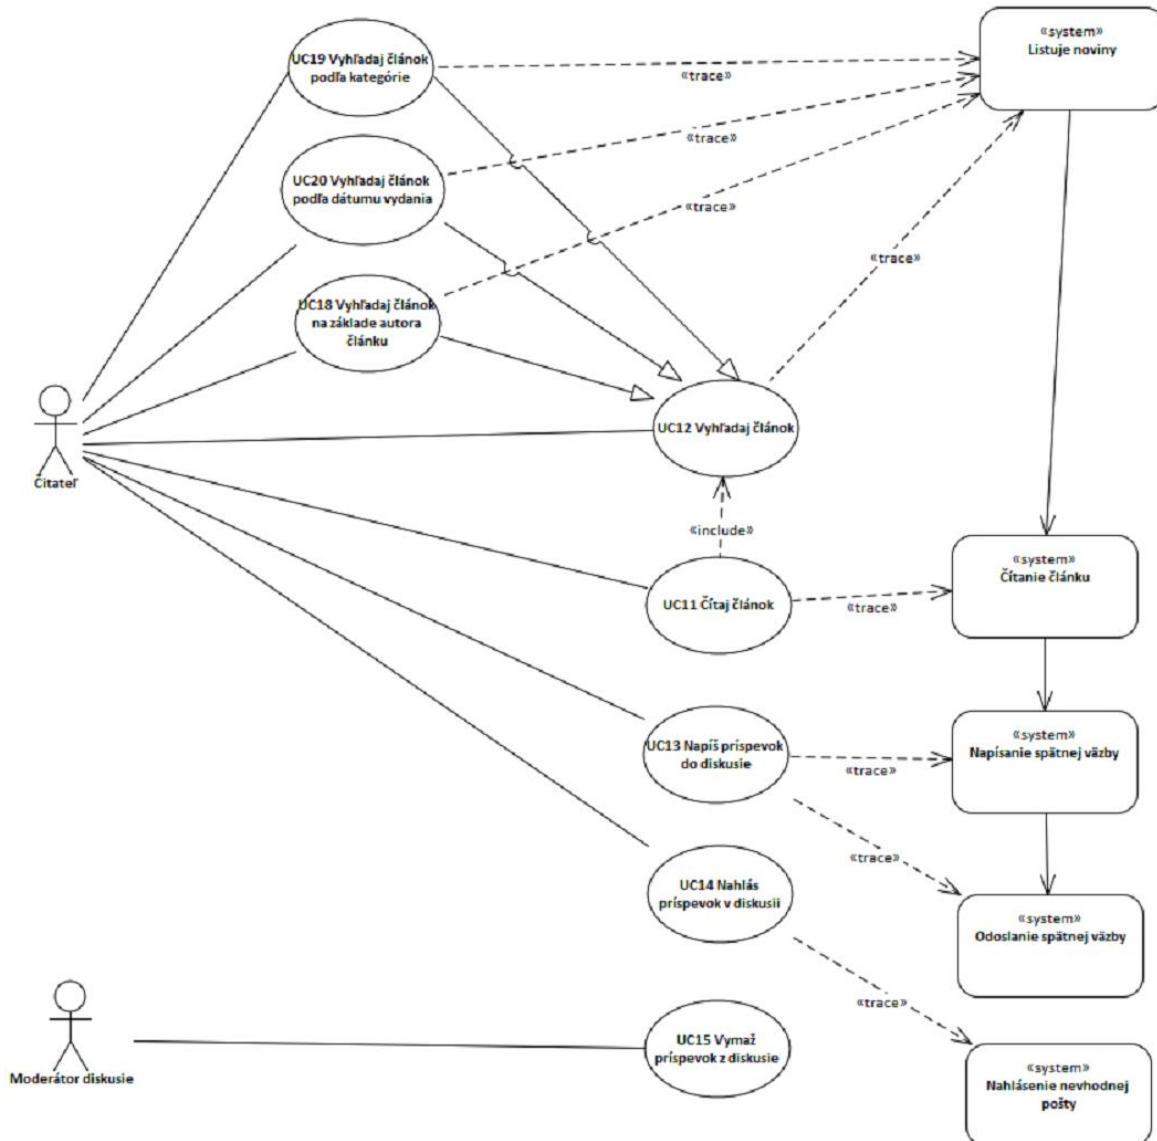 «system»
Listuje noviny
UC19 Vyhľadaj článok
podľa kategórie
«trace»
«trace»
UC20 Vyhľadaj článok
podľa dátumu vydania
«trace»
«trace»
UC18 Vyhľadaj článok
na základe autora
článku
UC12 Vyhľadaj článok
Čitateľ
«include»
«system»
Čítanie článku
UC11 Čítaj článok
«trace»
«system»
Napísanie spätnej väzby
UC13 Napíš príspevok
do diskusie
«trace»
«trace»
UC14 Nahlás
príspevok v diskusii
«system»
Odoslanie spätnej väzby
«trace»
UC15 Vymaž
príspevok z diskusie
Moderátor diskusie
«system»
Nahlásenie nevhodnej
pošty